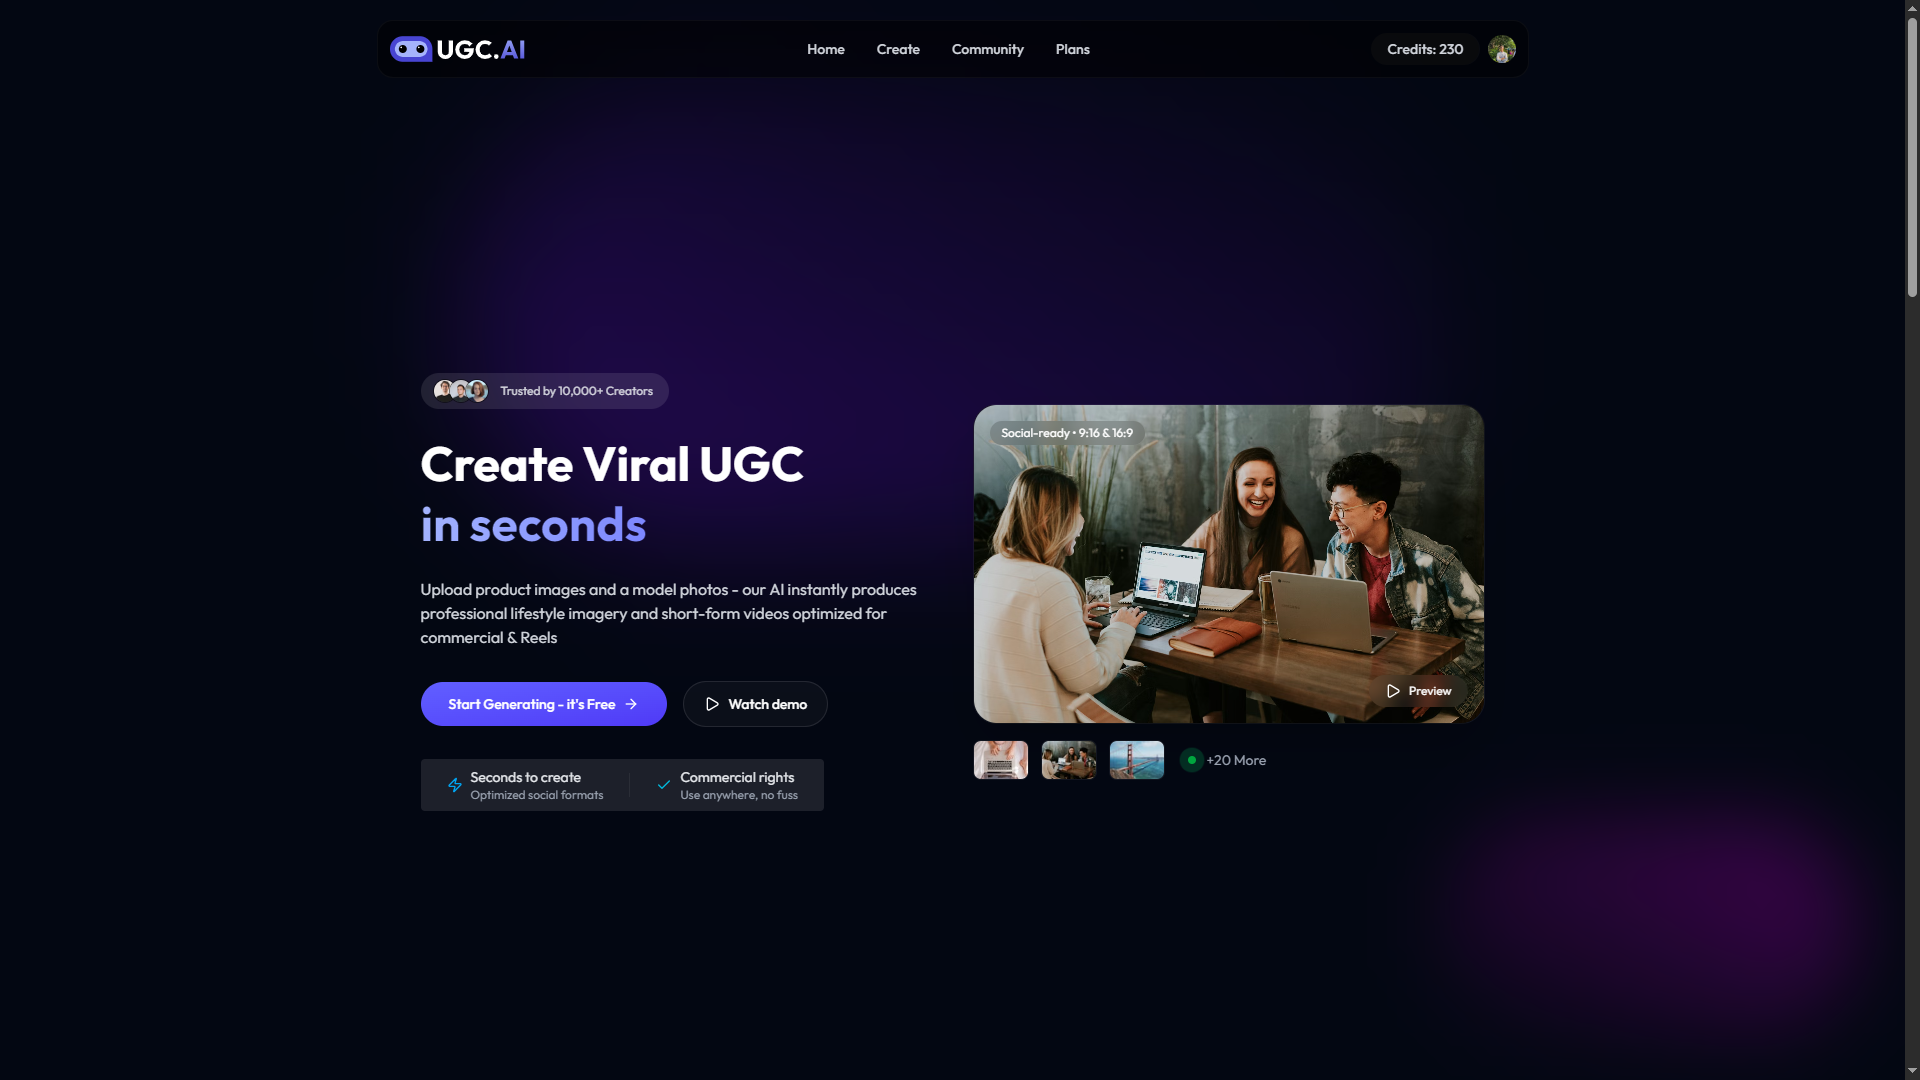 UGC.AI
Home
Create
Community
Plans
Credits: 230
Trusted by 10,000+ Creators
Create Viral UGC
in seconds
Upload product images and a model photos - our AI instantly produces
professional lifestyle imagery and short-form videos optimized for
commercial & Reels
Start Generating - it's Free
Watch demo
Seconds to create
Optimized social formats
Commercial rights
Use anywhere, no fuss
Social-ready • 9:16 & 16:9
Preview
+20 More